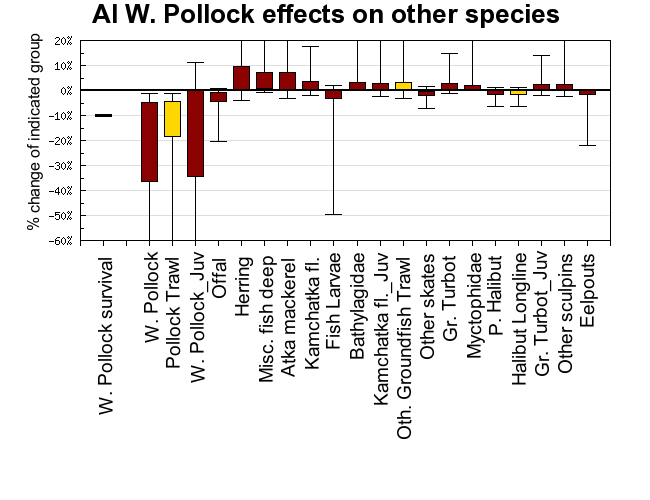 AI W. Pollock effects on other species
% change of indicated group
20%
10%
0%
-10%
-20%
-30%
-40%
-50%
-60%
W. Pollock survival
W. Pollock
Pollock Trawl
W. Pollock_Juv
Offal
Herring
Misc. fish deep
Atka mackerel
Kamchatka fl.
Fish Larvae
Bathylagidae
Kamchatka fl._Juv
Oth. Groundfish Trawl
Other skates
Gr. Turbot
Myctophidae
P. Halibut
Halibut Longline
Gr. Turbot_Juv
Other sculpins
Eelpouts